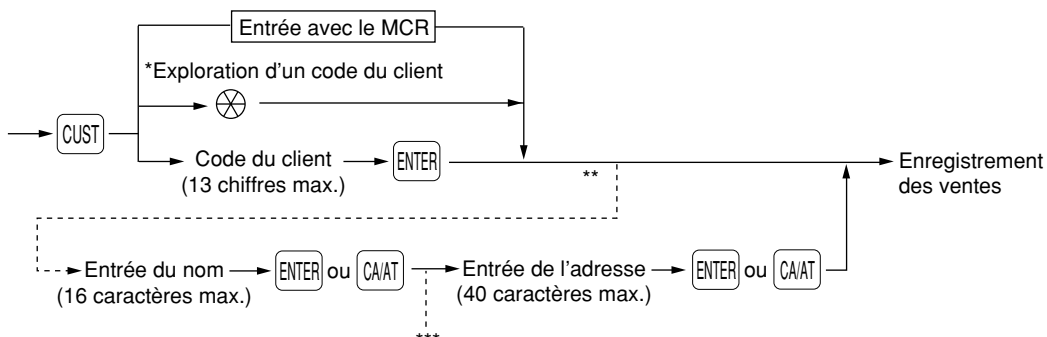 Entrée avec le MCR
*Exploration d'un code du client
CUST
Code du client
(13 chiffres max.)
ENTER
**
Enregistrement
des ventes
Entrée du nom
(16 caractères max.)
ENTER ou CA/AT
Entrée de l'adresse
(40 caractères max.)
ENTER ou CA/AT
***